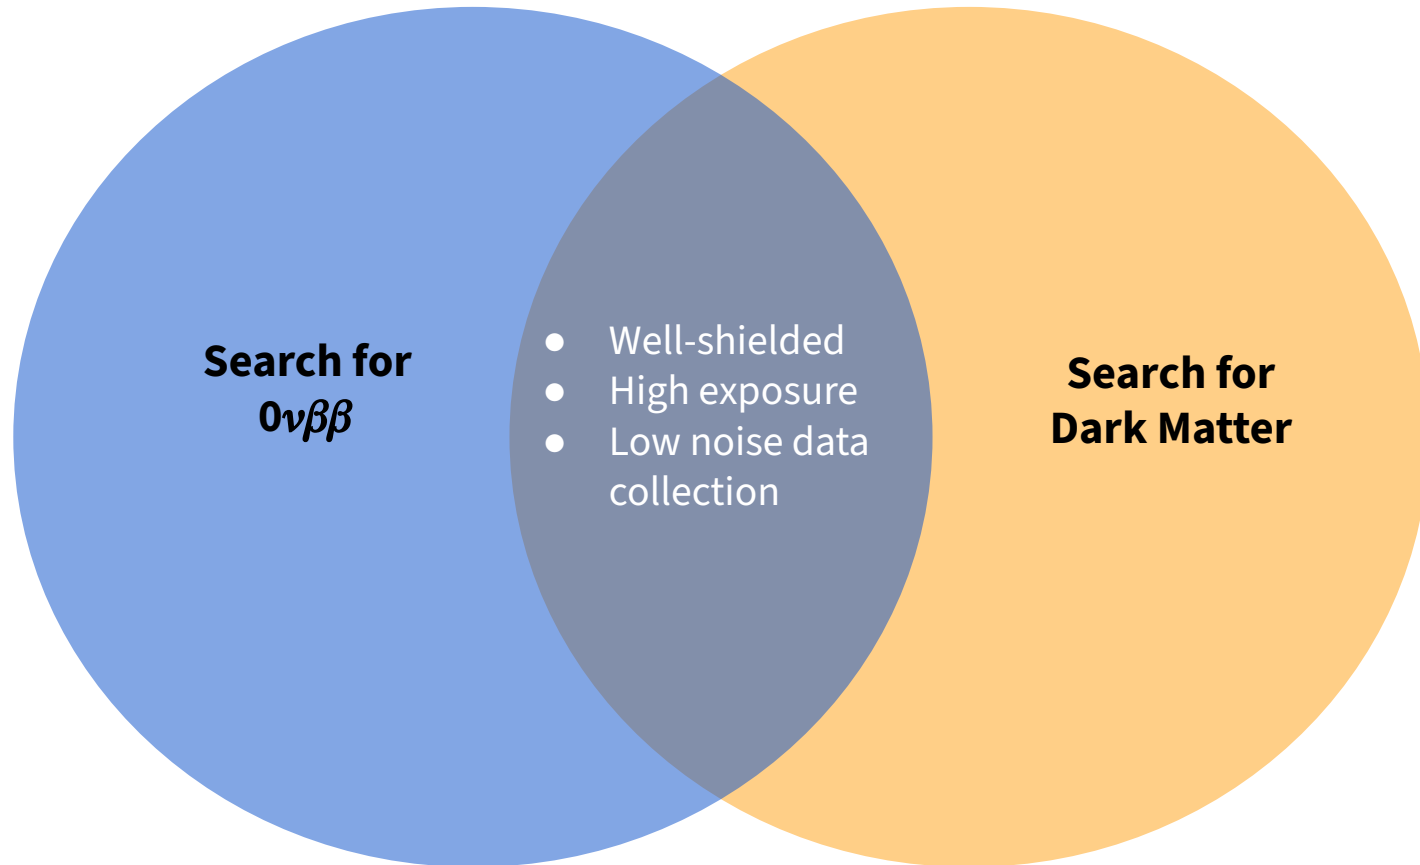 Search for
0νββ
● Well-shielded
● High exposure
● Low noise data
collection
Search for
Dark Matter